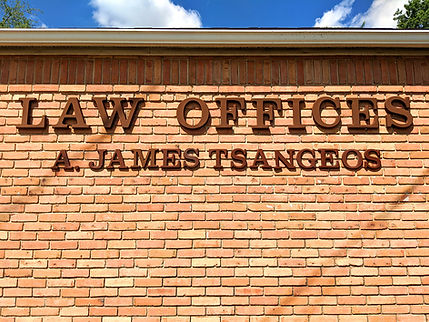 LAW OFFICES
A. JAMES TSANGEOS